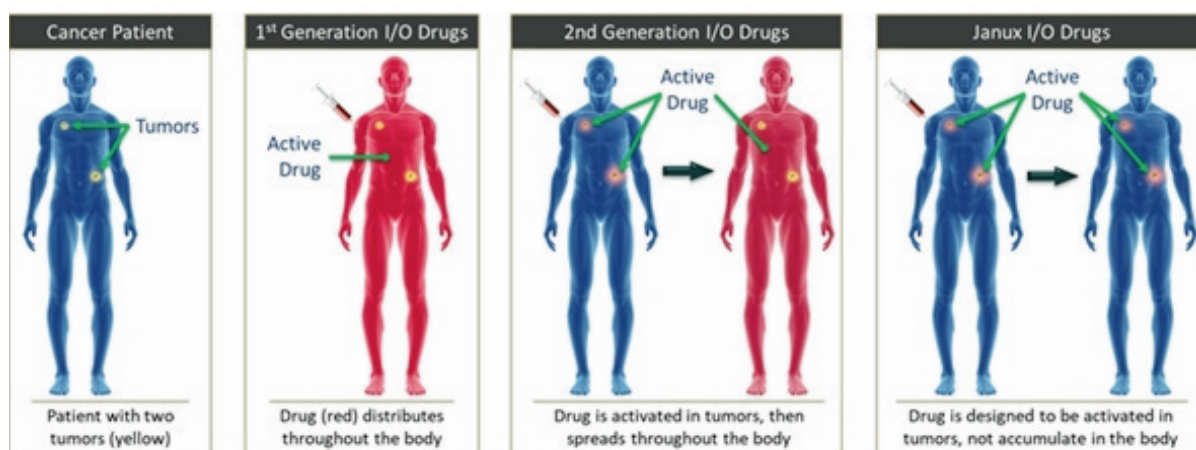 Cancer Patient
Tumors
Patient with two
tumors (yellow)
1st Generation I/O Drugs
Active
Drug
Drug (red) distributes
throughout the body
2nd Generation I/O Drugs
Active
Drug
Drug is activated in tumors, then
spreads throughout the body
Janux I/O Drugs
Active
Drug
Drug is designed to be activated in
tumors, not accumulate in the body